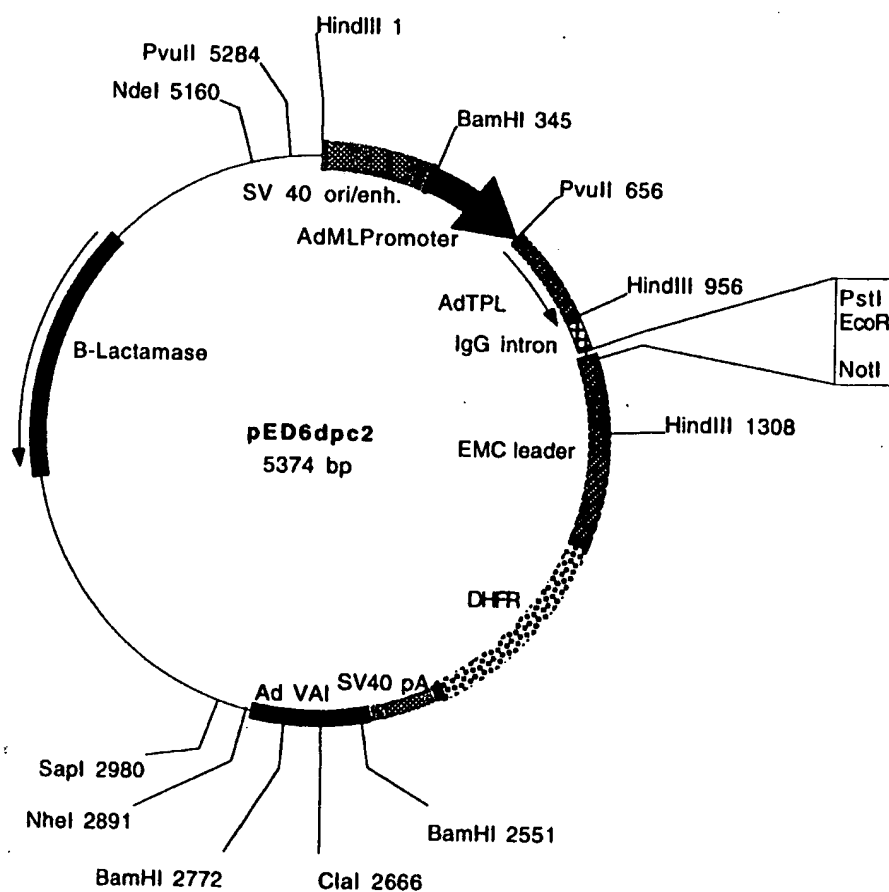 HindIII 1
PvuII 5284
NdeI 5160
BamHI 345
SV 40 ori/enh.
PvuII 656
AdMLPromoter
HindIII 956
AdTPL
PstI
EcoR
IgG intron
B-Lactamase
NotI
pED6dpc2
5374 bp
HindIII 1308
EMC leader
DHFR
SV40 pA
Ad VAI
SapI 2980
NheI 2891
BamHI 2551
BamHI 2772
ClaI 2666